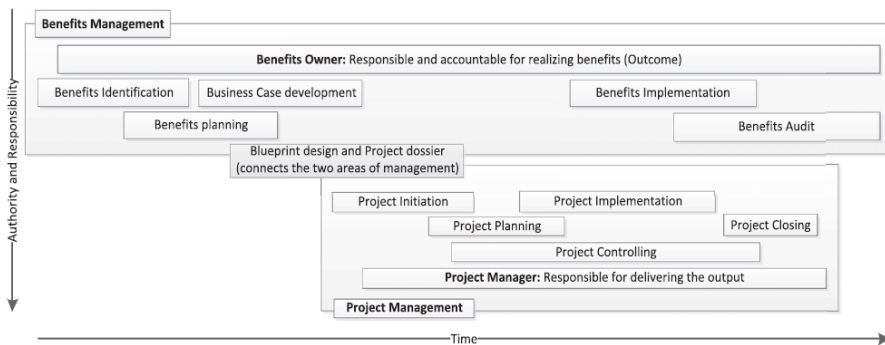 Benefits Management
Benefits Owner: Responsible and accountable for realizing benefits (Outcome)
Benefits Identification
Business Case development
Benefits Implementation
Benefits planning
Benefits Audit
Blueprint design and Project dossier
(connects the two areas of management)
Project Initiation
Project Implementation
Project Planning
Project Closing
Project Controlling
Project Manager: Responsible for delivering the output
Project Management
Authority and Responsibility
Time